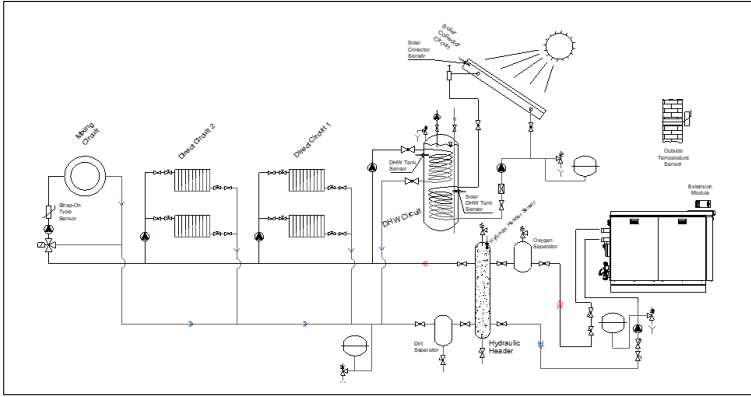 Solar
Collector
Circuit
Solar
Collector
Sensor
Mixing
Circuit
Direct Circuit 2
Direct Circuit 1
Outside
Temperature
Sensor
DHW Tank
Sensor
Strap-On
Type
Sensor
Solar
DHW Tank
Sensor
Extension
Module
DHW Circuit
Hydraulic Header Sensor
Oxygen
Seperator
Dirt
Seperator
Hydraulic
Header